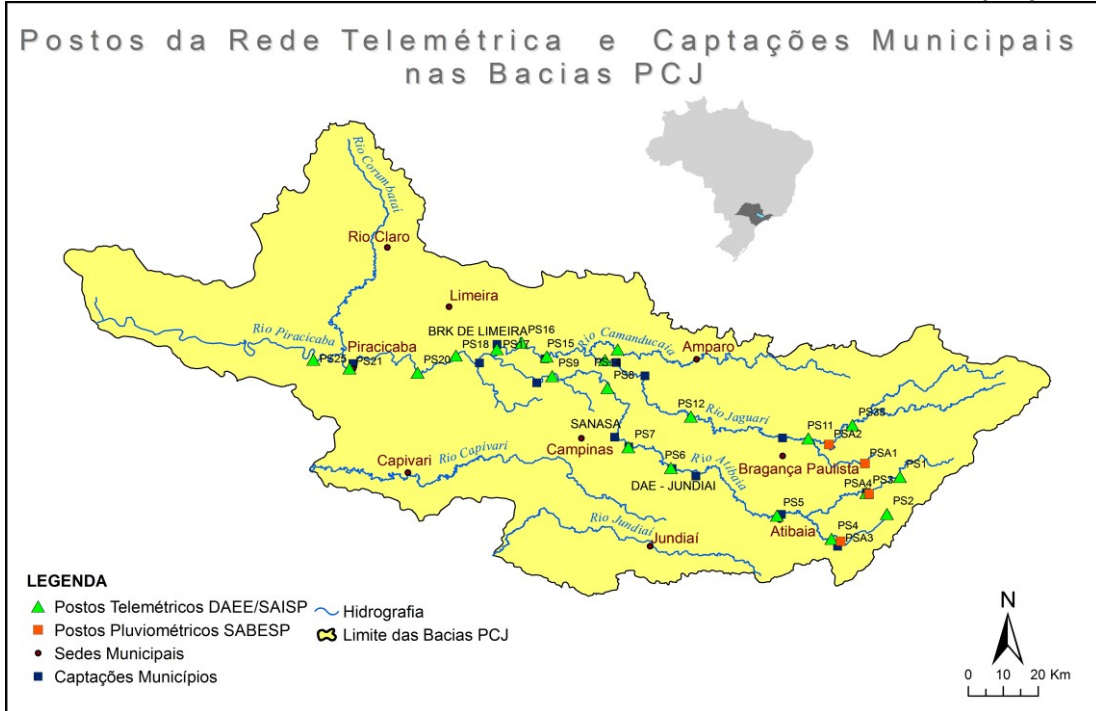 Postos da Rede Telemétrica e Captações Municipais
nas Bacias PCJ
Rio Corumbataí
Rio Claro
Limeira
BRK DE LIMEIRA
PS16
PS18
PS17
PS15
Rio Camanducaia
Amparo
Rio Piracicaba
Piracicaba
PS25
PS21
PS20
PS9
PS8
PS12
Rio Jaguari
PS11
PS33
PSA2
SANASA
PS7
Campinas
PS6
Rio Atibaia
Bragança Paulista
PSA1
PS1
Capivari
Rio Capivari
DAE - JUNDIAI
PSA4
PS3
PS2
PS5
Atibaia
PS4
PSA3
Rio Jundiaí
Jundiaí
LEGENDA
Postos Telemétricos DAEE/SAISP
Hidrografia
Postos Pluviométricos SABESP
Limite das Bacias PCJ
Sedes Municipais
Captações Municípios
N
0 10 20 Km